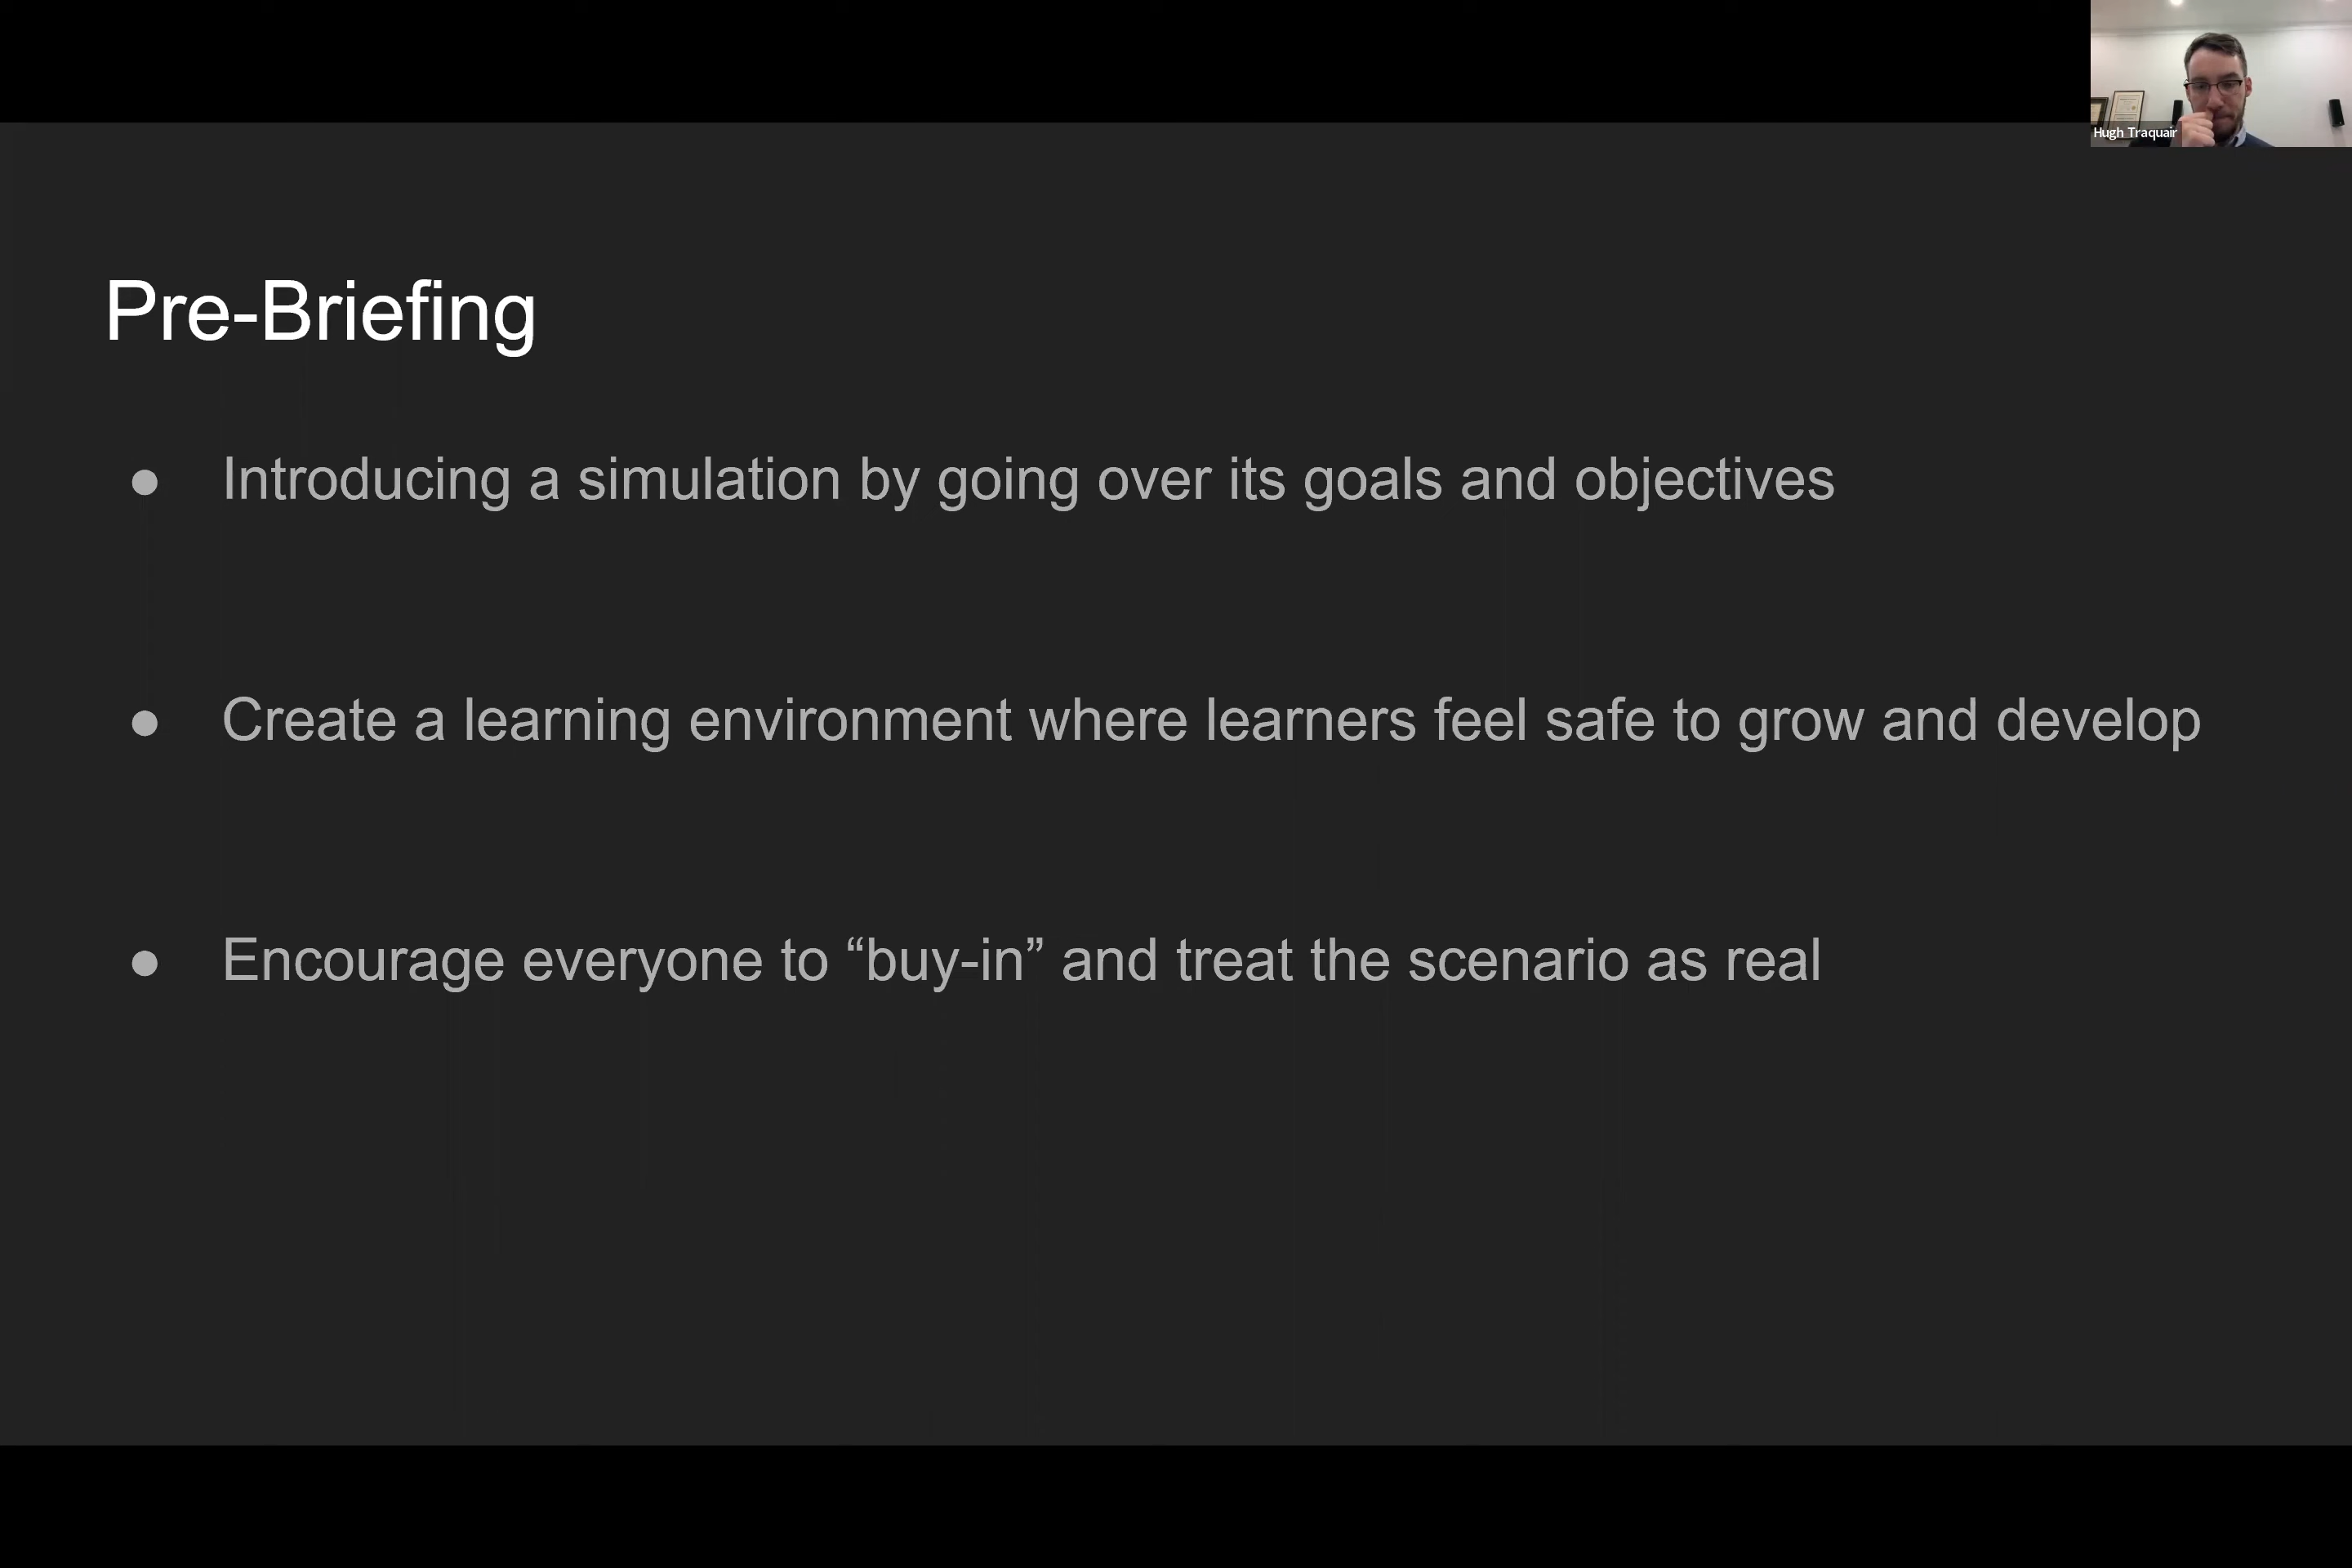 Hugh Traquair
Pre-Briefing
● Introducing a simulation by going over its goals and objectives
● Create a learning environment where learners feel safe to grow and develop
● Encourage everyone to “buy-in” and treat the scenario as real